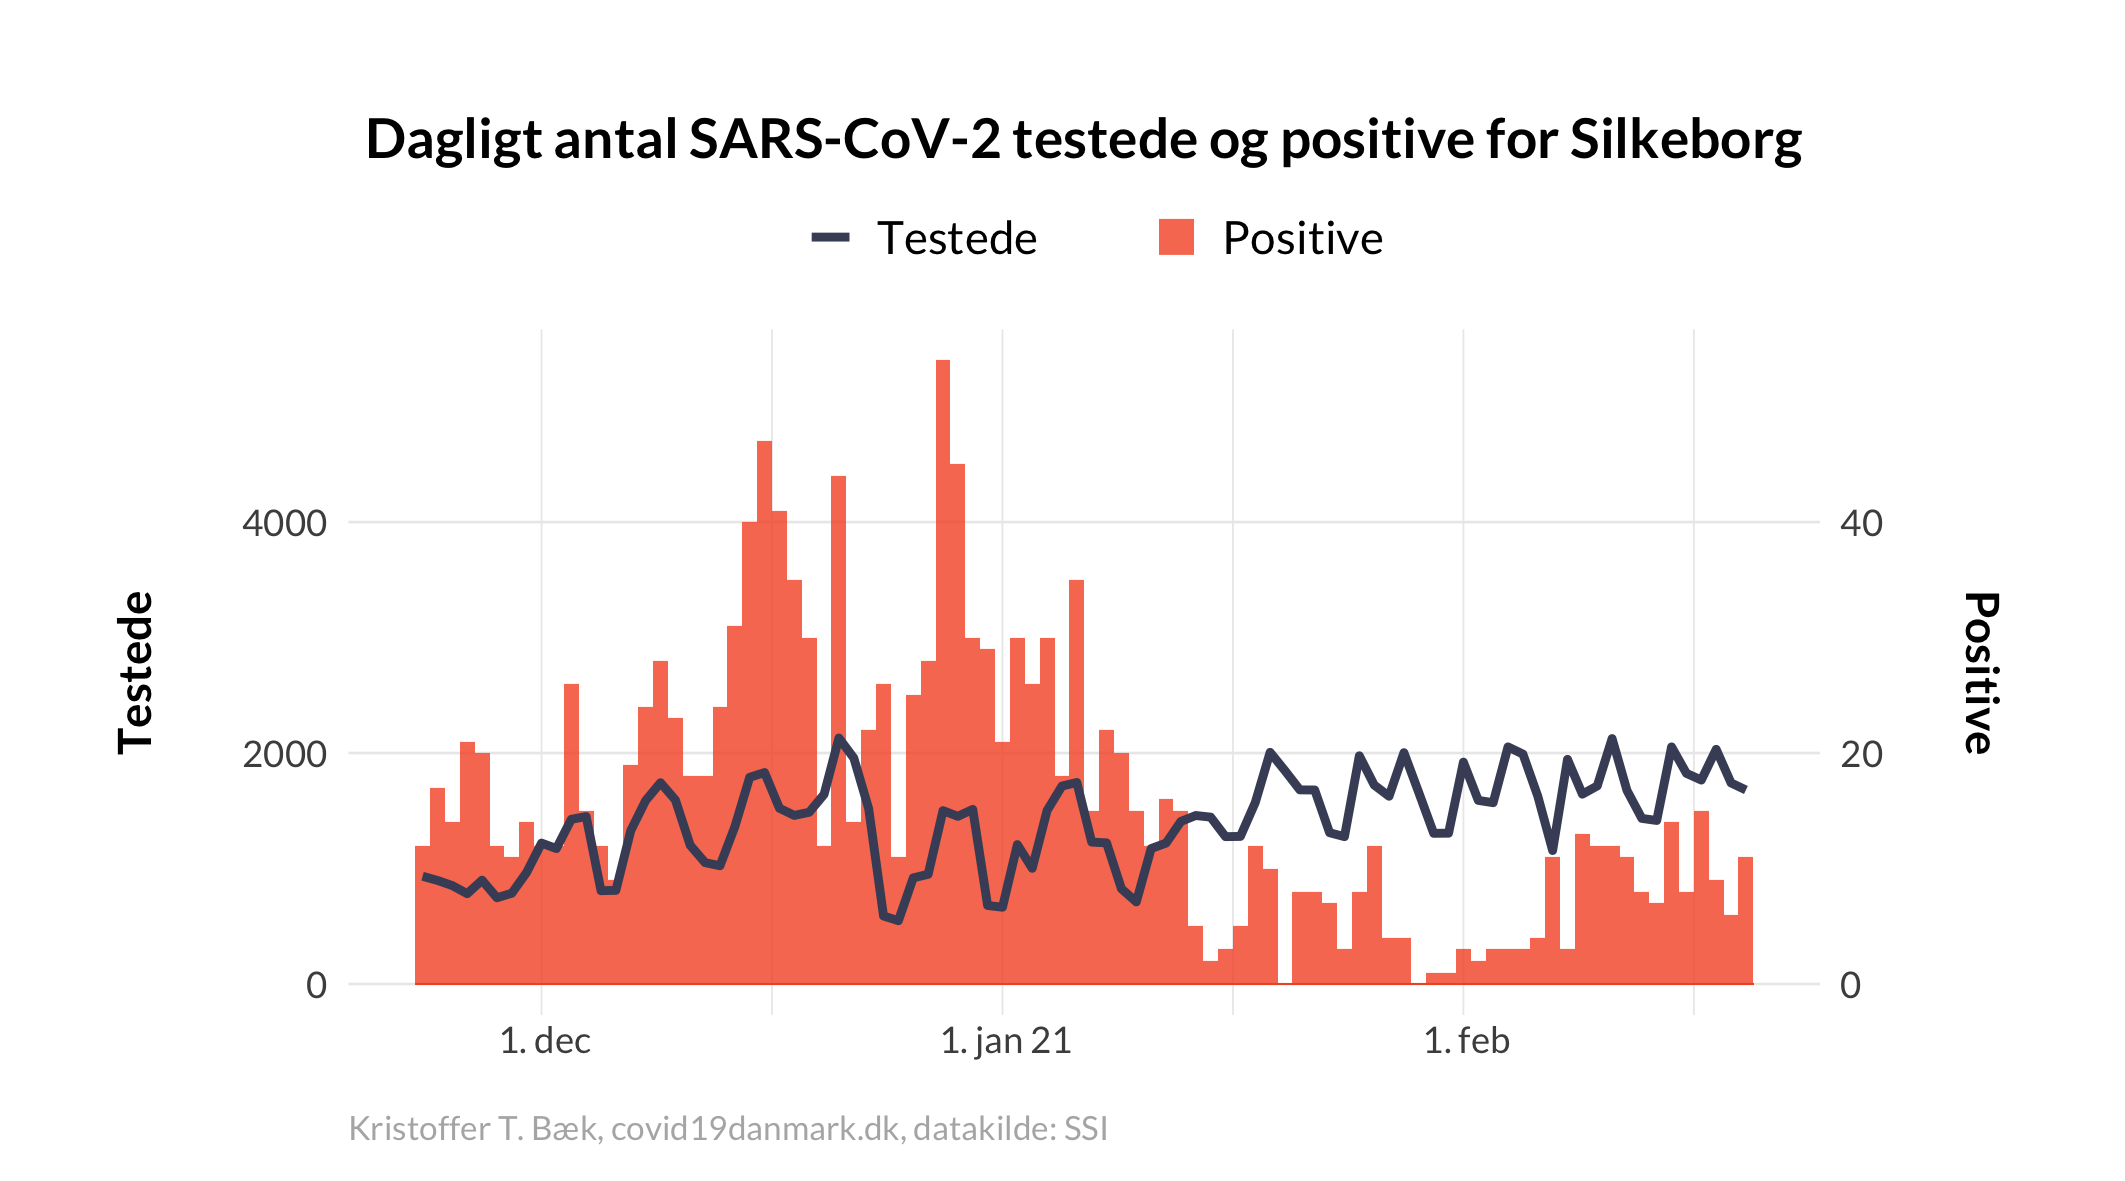 Dagligt antal SARS-CoV-2 testede og positive for Silkeborg
Testede
Positive
4000
2000
0
Testede
40
20
0
Positive
1. dec
1. jan 21
1. feb
Kristoffer T. Bæk, covid19danmark.dk, datakilde: SSI